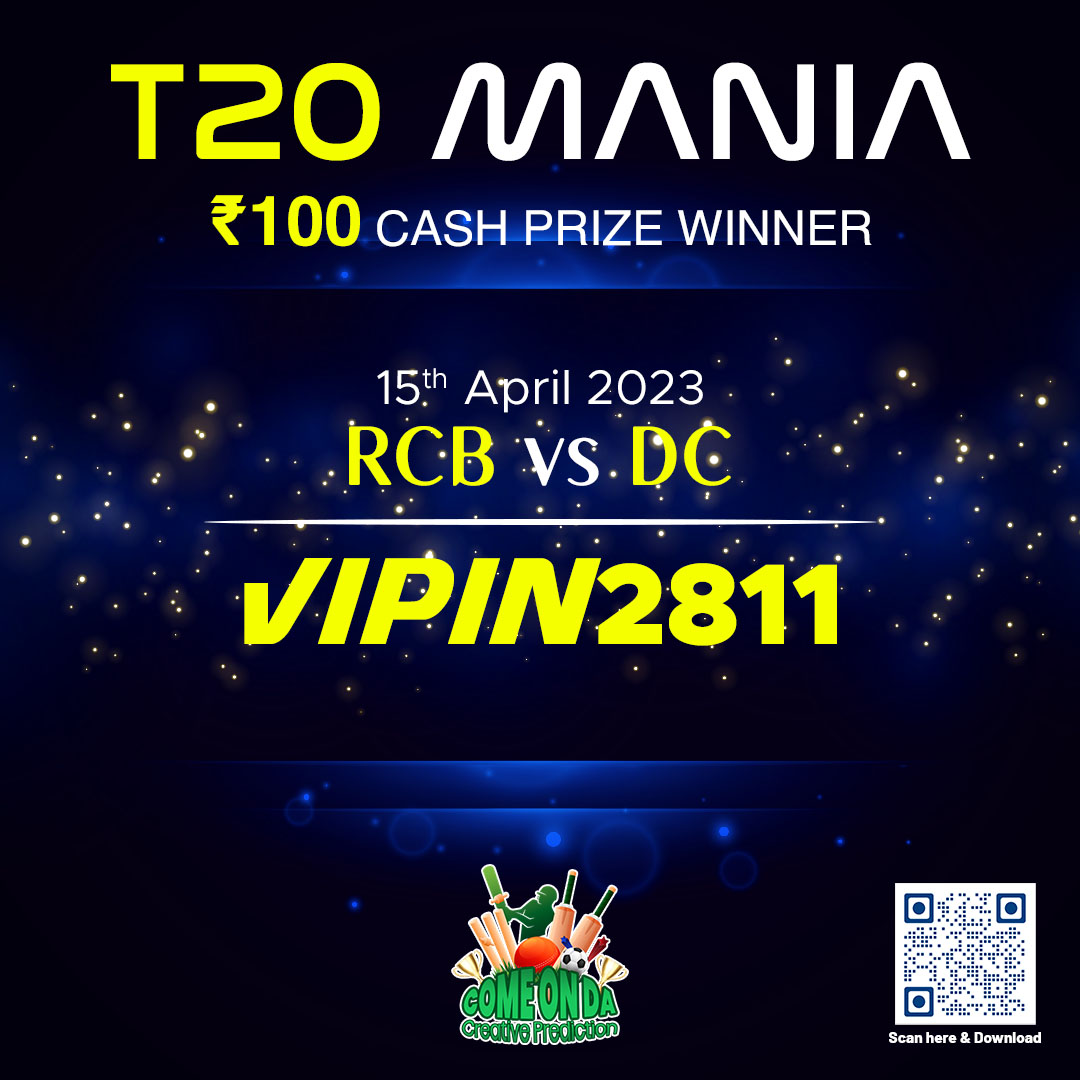 T20 MANIA
₹100 CASH PRIZE WINNER
15th April 2023
RCB vs DC
VIPIN2811
COME ON DA
Creative Prediction
Scan here & Download